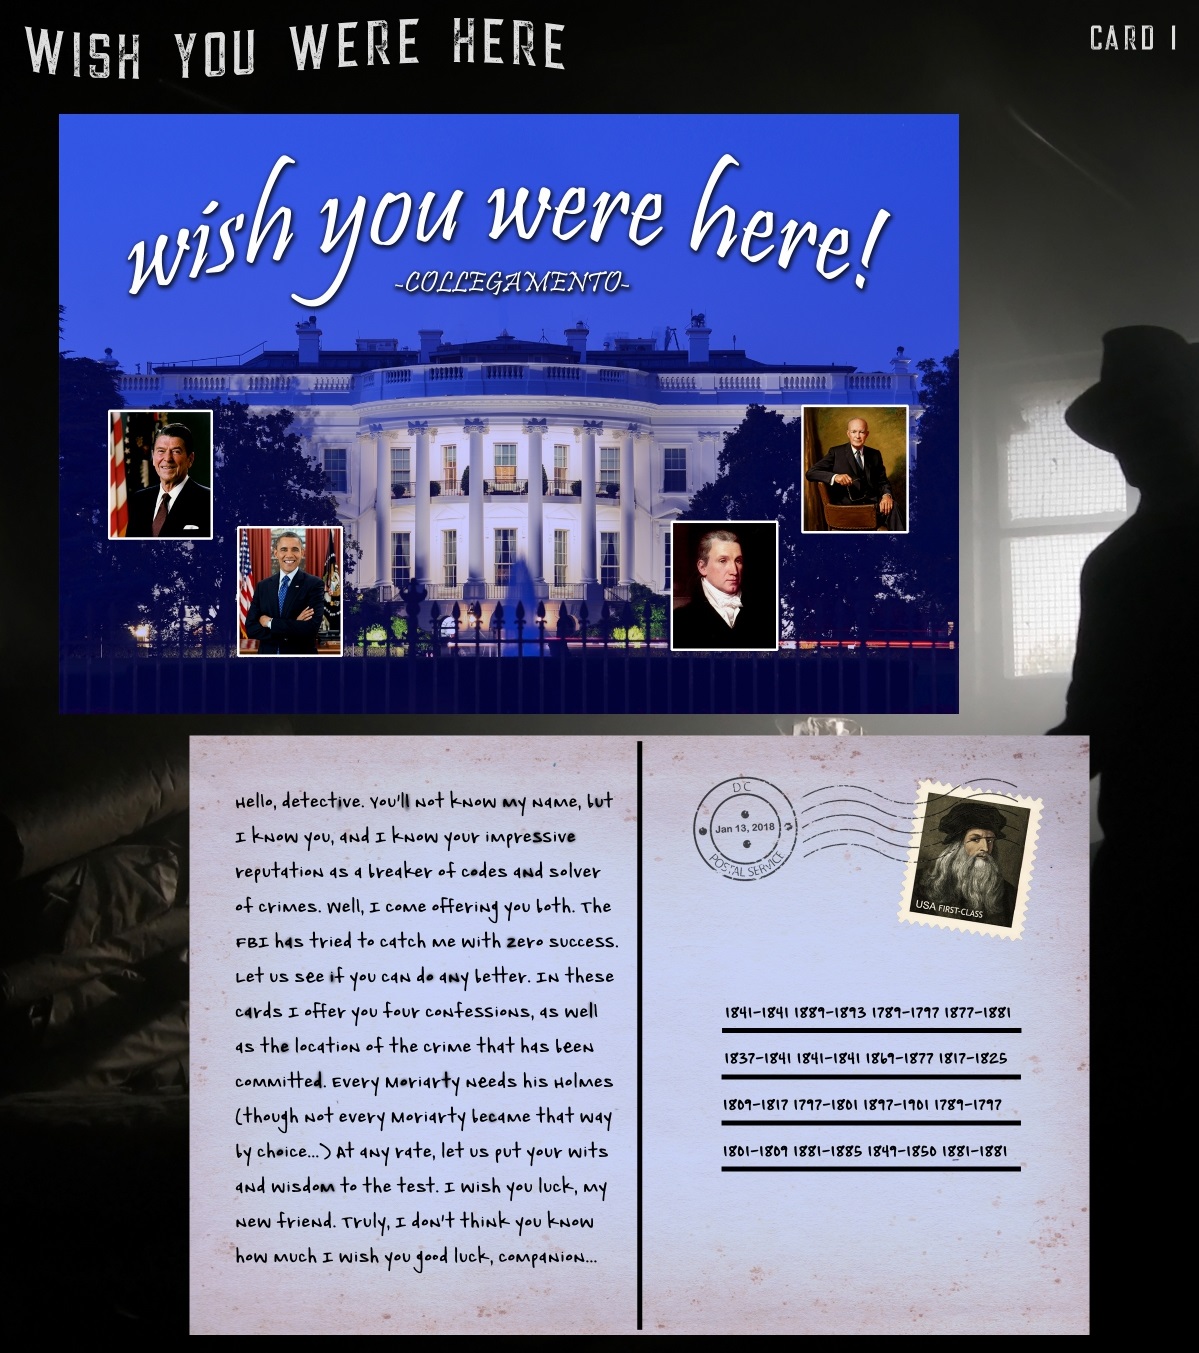 WISH YOU WERE HERE
CARD 1
wish you were here!
-COLLEGAMENTO-
Hello, detective. You'll not know my name, but
I know you, and I know your impressive
reputation as a breaker of codes and solver
of crimes. Well, I come offering you both. The
FBI has tried to catch me with zero success.
Let us see if you can do any better. In these
cards I offer you four confessions, as well
as the location of the crime that has been
committed. Every Moriarty needs his Holmes
(though not every Moriarty became that way
by choice...) At any rate, let us put your wits
and wisdom to the test. I wish you luck, my
new friend. Truly, I don't think you know
how much I wish you good luck, companion...
DC
Jan 13, 2018
POSTAL SERVICE
USA FIRST-CLASS
1841-1841 1889-1893 1789-1797 1877-1881
1837-1841 1841-1841 1869-1877 1817-1825
1809-1817 1797-1801 1897-1901 1789-1797
1801-1809 1881-1885 1849-1850 1881-1881